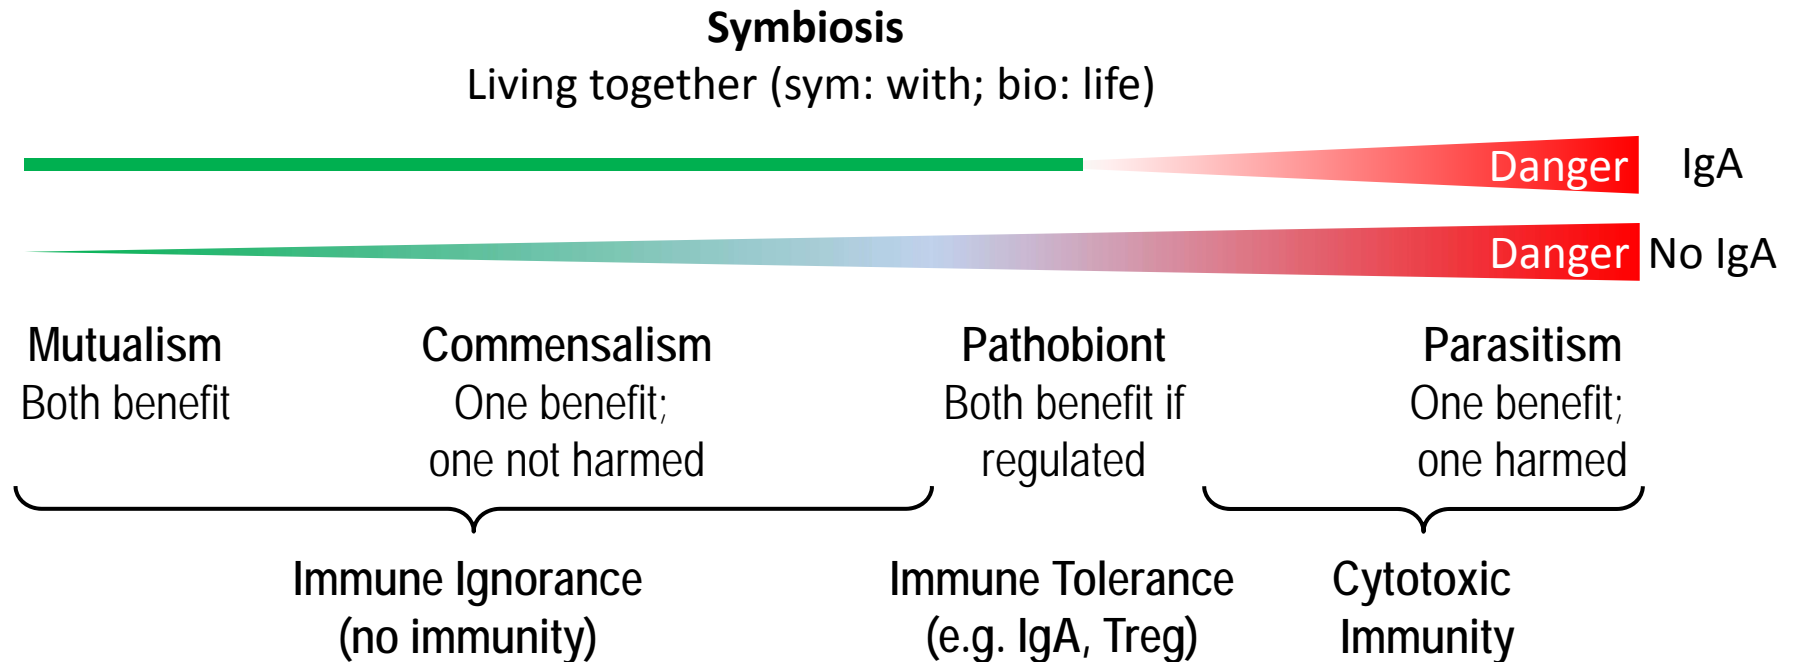 Symbiosis
Living together (sym: with; bio: life)
Danger IgA
Danger No IgA
Mutualism
Both benefit
Commensalism
One benefit;
one not harmed
Pathobiont
Both benefit if
regulated
Parasitism
One benefit;
one harmed
Immune Ignorance
(no immunity)
Immune Tolerance
(e.g. IgA, Treg)
Cytotoxic
Immunity